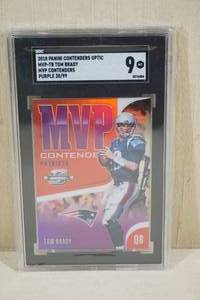 SGC
2018 PANINI CONTENDERS OPTIC
MVP-TB TOM BRADY
MVP CONTENDERS
PURPLE 38/99
9
MVP
CONTENDERS
PATRIOTS
TOM BRADY
QB